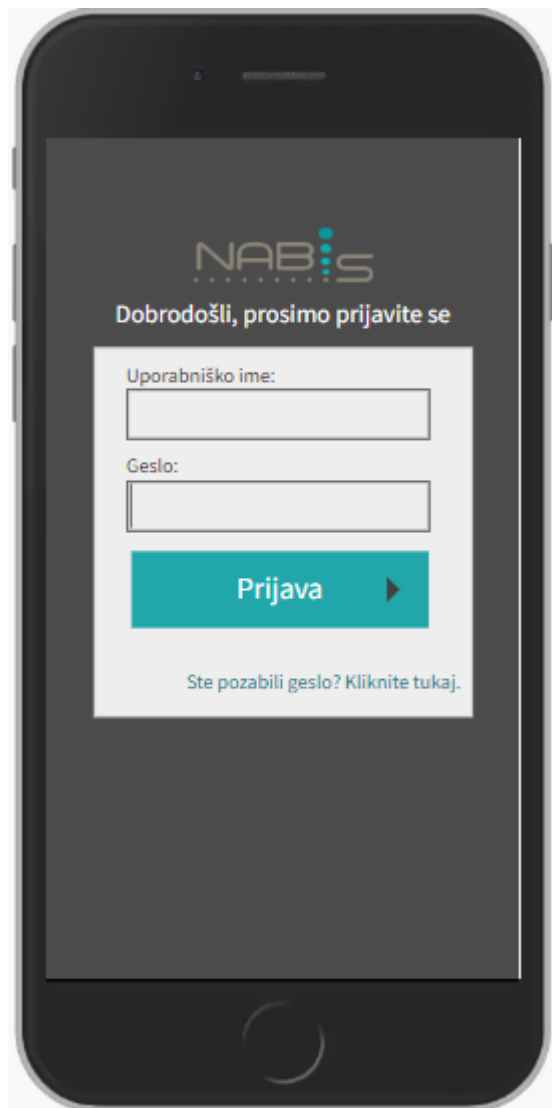 NABiS
Dobrodošli, prosimo prijavite se
Uporabniško ime:
Geslo:
Prijava
Ste pozabili geslo? Kliknite tukaj.